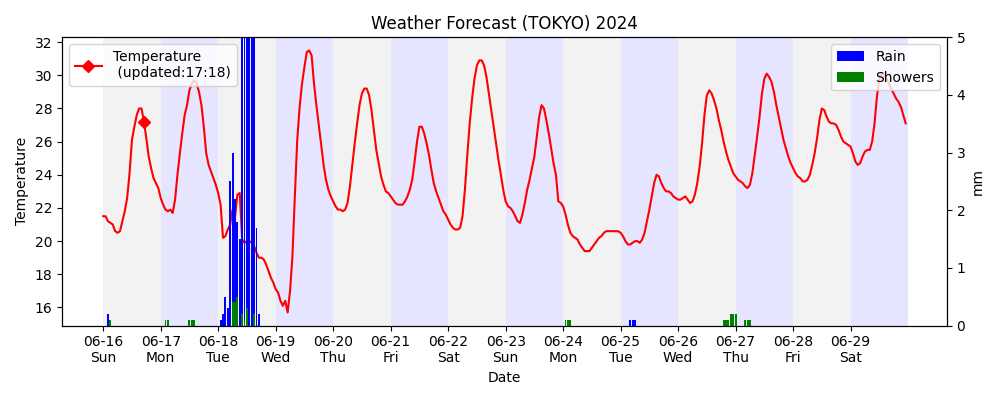 Weather Forecast (TOKYO) 2024
Temperature
(updated:17:18)
Rain
Showers
32
30
28
26
24
22
20
18
16
Temperature
5
4
3
2
1
0
mm
06-16 06-17 06-18 06-19 06-20 06-21 06-22 06-23 06-24 06-25 06-26 06-27 06-28 06-29
Sun Mon Tue Wed Thu Fri Sat Sun Mon Tue Wed Thu Fri Sat
Date